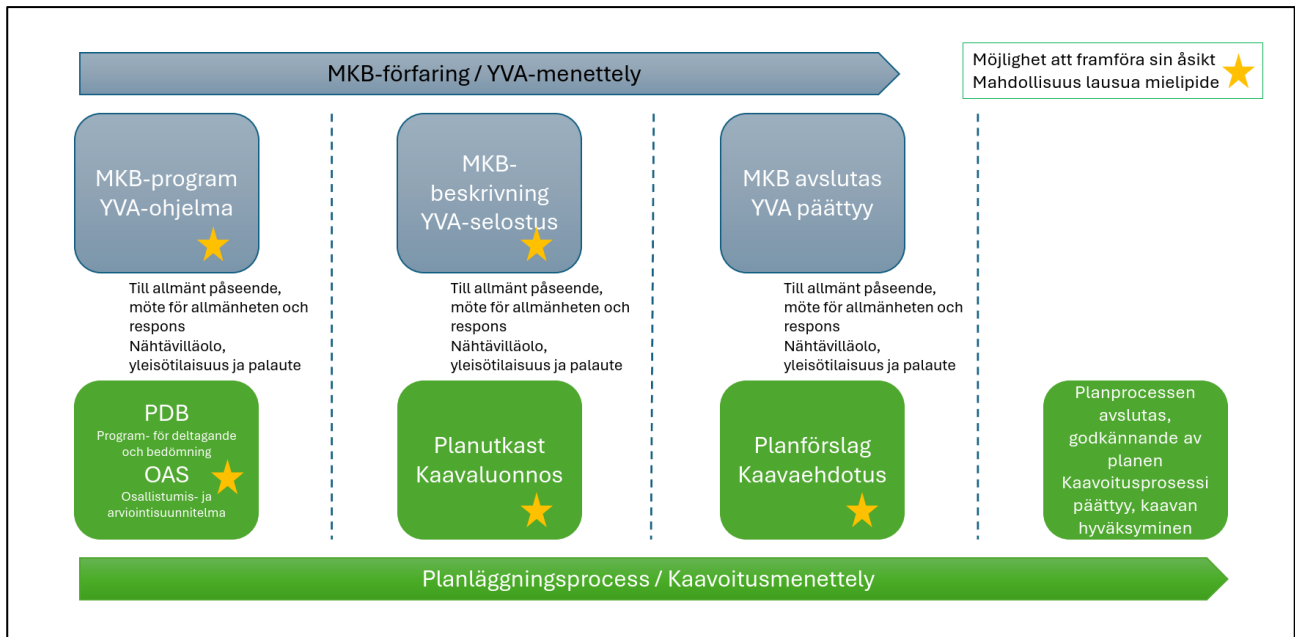 MKB-förfaring / YVA-menettely
Möjlighet att framföra sin åsikt
Mahdollisuus lausua mielipide
MKB-program
YVA-ohjelma
MKB-
beskrivning
YVA-selostus
MKB avslutas
YVA päättyy
Till allmänt påseende,
möte för allmänheten och
respons
Nähtävilläolo,
yleisötilaisuus ja palaute
Till allmänt påseende,
möte för allmänheten och
respons
Nähtävilläolo,
yleisötilaisuus ja palaute
Till allmänt påseende,
möte för allmänheten och
respons
Nähtävilläolo,
yleisötilaisuus ja palaute
PDB
Program- för deltagande
och bedömning
OAS
Osallistumis- ja
arviointisuunnitelma
Planutkast
Kaavaluonnos
Planförslag
Kaavaehdotus
Planprocessen
avslutas,
godkännande av
planen
Kaavoitusprosessi
päättyy, kaavan
hyväksyminen
Planläggningsprocess / Kaavoitusmenettely